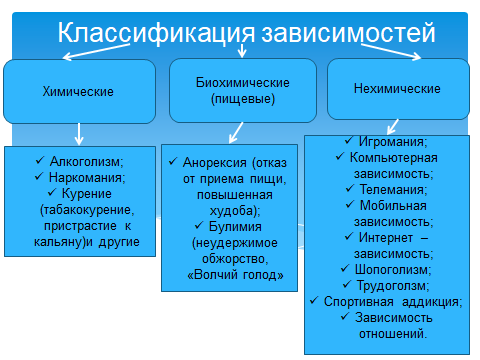 Классификация зависимостей
Химические
Биохимические
(пищевые)
Нехимические
✓ Алкоголизм;
✓ Наркомания;
✓ Курение
(табакокурение,
пристрастие к
кальяну)и другие
✓ Анорексия (отказ
от приема пищи,
повышенная
худоба);
✓ Булимия
(неудержимое
обжорство,
«Волчий голод»
✓ Игромания;
✓ Компьютерная
зависимость;
✓ Телемания;
✓ Мобильная
зависимость;
✓ Интернет –
зависимость;
✓ Шопоголизм;
✓ Трудоголзм;
✓ Спортивная аддикция;
✓ Зависимость
отношений.